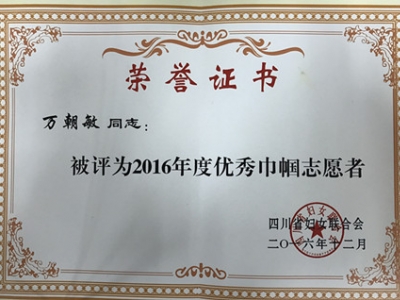 荣誉证书
万朝敏 同志：
被评为2016年度优秀巾帼志愿者
四川省妇女联合会
二〇一六年十二月